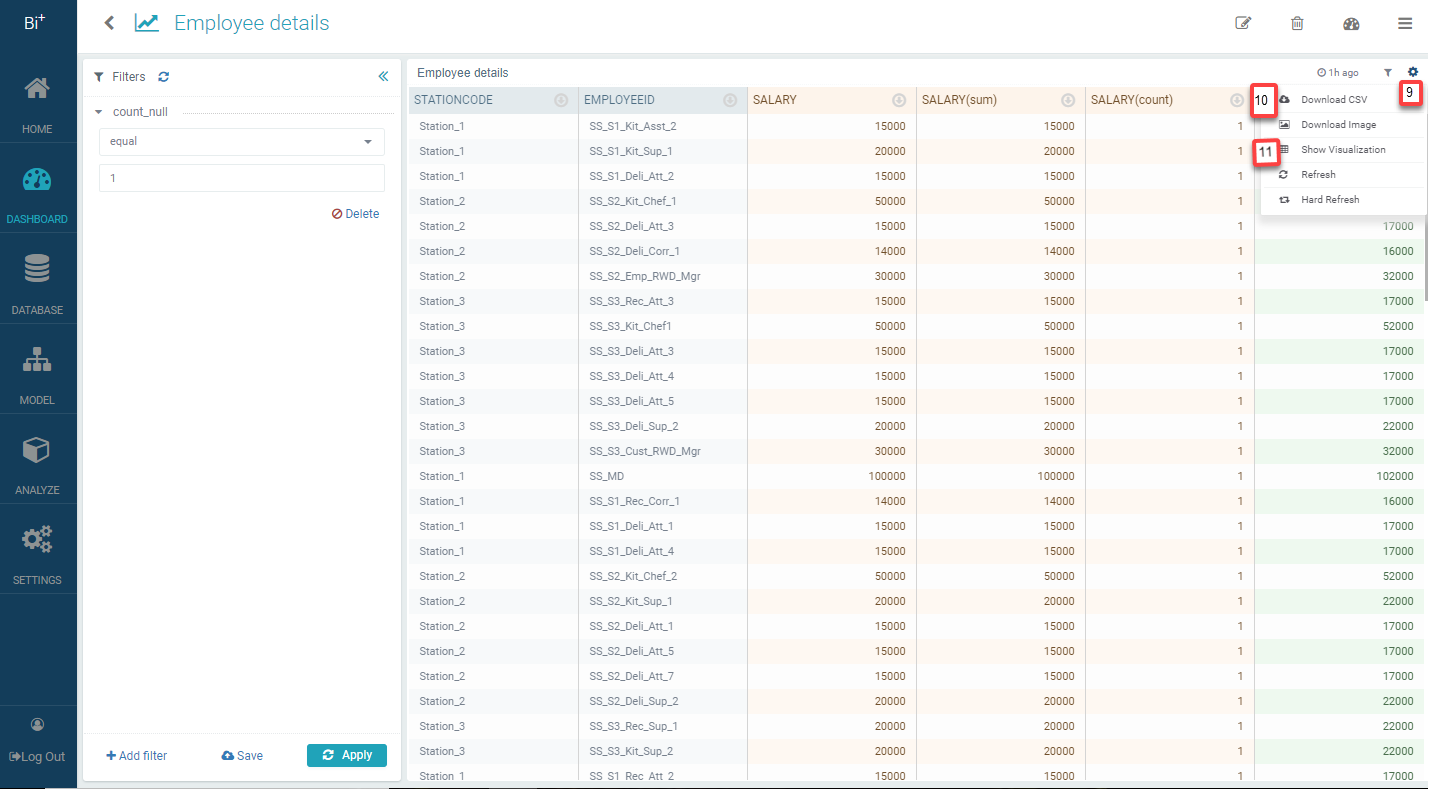 Bi+
Employee details
HOME
DASHBOARD
DATABASE
MODEL
ANALYZE
SETTINGS
Log Out
Filters
count_null
equal
1
Delete
Add filter
Save
Apply
Employee details
1h ago
9
10
11
Download CSV
Download Image
Show Visualization
Refresh
Hard Refresh
STATIONCODE EMPLOYEEID SALARY SALARY(sum) SALARY(count)
Station_1 SS_S1_Kit_Asst_2 15000 15000 1
Station_1 SS_S1_Kit_Sup_1 20000 20000 1
Station_1 SS_S1_Deli_Att_2 15000 15000 1
Station_2 SS_S2_Kit_Chef_1 50000 50000 1
Station_2 SS_S2_Deli_Att_3 15000 15000 1 17000
Station_2 SS_S2_Deli_Corr_1 14000 14000 1 16000
Station_2 SS_S2_Emp_RWD_Mgr 30000 30000 1 32000
Station_3 SS_S3_Rec_Att_3 15000 15000 1 17000
Station_3 SS_S3_Kit_Chef1 50000 50000 1 52000
Station_3 SS_S3_Deli_Att_3 15000 15000 1 17000
Station_3 SS_S3_Deli_Att_4 15000 15000 1 17000
Station_3 SS_S3_Deli_Att_5 15000 15000 1 17000
Station_3 SS_S3_Deli_Sup_2 20000 20000 1 22000
Station_3 SS_S3_Cust_RWD_Mgr 30000 30000 1 32000
Station_1 SS_MD 100000 100000 1 102000
Station_1 SS_S1_Rec_Corr_1 14000 14000 1 16000
Station_1 SS_S1_Deli_Att_1 15000 15000 1 17000
Station_1 SS_S1_Deli_Att_4 15000 15000 1 17000
Station_2 SS_S2_Kit_Chef_2 50000 50000 1 52000
Station_2 SS_S2_Kit_Sup_1 20000 20000 1 22000
Station_2 SS_S2_Deli_Att_1 15000 15000 1 17000
Station_2 SS_S2_Deli_Att_5 15000 15000 1 17000
Station_2 SS_S2_Deli_Att_7 15000 15000 1 17000
Station_2 SS_S2_Deli_Sup_2 20000 20000 1 22000
Station_3 SS_S3_Rec_Sup_1 20000 20000 1 22000
Station_3 SS_S3_Kit_Sup_2 20000 20000 1 22000
Station_1 SS_S1_Rec_Att_2 15000 15000 1 17000